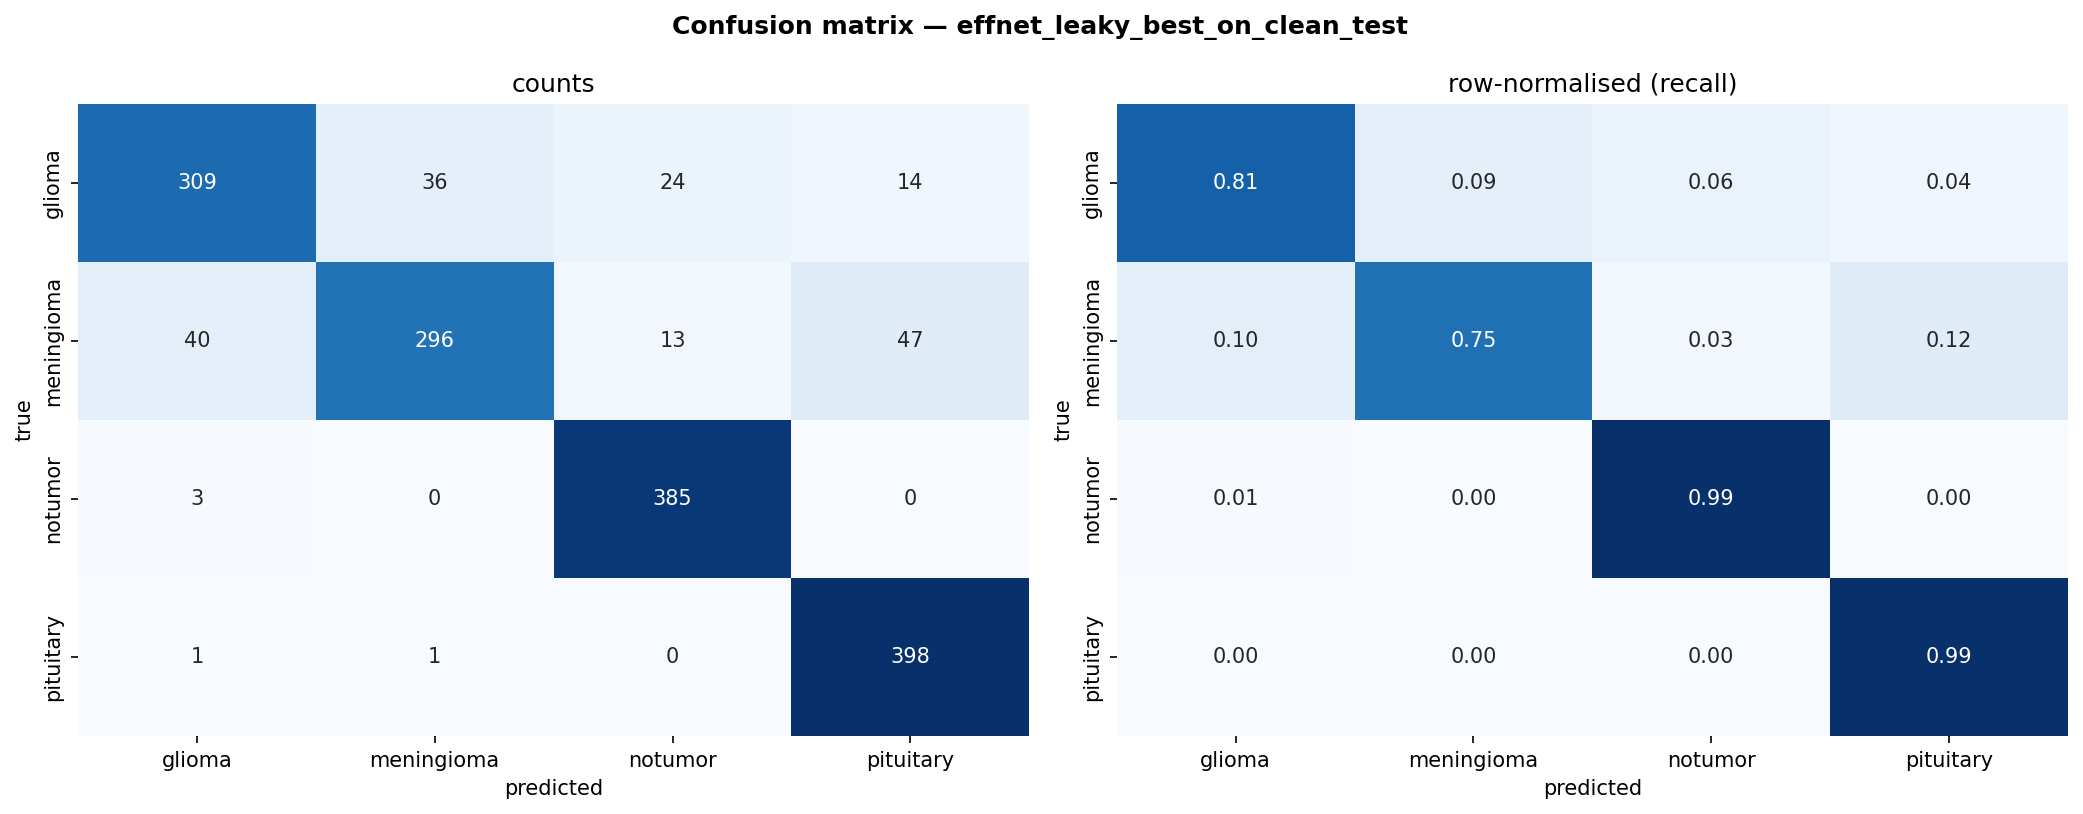 Confusion matrix — effnet_leaky_best_on_clean_test
counts
true
glioma 309 36 24 14
meningioma 40 296 13 47
notumor 3 0 385 0
pituitary 1 1 0 398
glioma meningioma notumor pituitary
predicted
row-normalised (recall)
true
glioma 0.81 0.09 0.06 0.04
meningioma 0.10 0.75 0.03 0.12
notumor 0.01 0.00 0.99 0.00
pituitary 0.00 0.00 0.00 0.99
glioma meningioma notumor pituitary
predicted